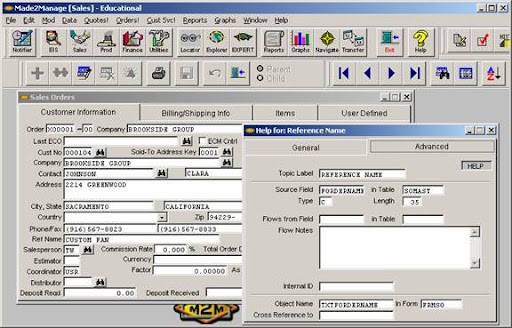 Made2Manage [Sales] - Educational
File Edit Mod Data Quotes! Orders! Cust Svc! Reports Graphs Window Help
Notifier EIS Sales Prod Finance Utilities Locator Explorer EXPERT Reports Graphs Navigate Transfer Exit Help
Parent
Child
Sales Orders
Customer Information Billing/Shipping Info Items User Defined
Order X00001 - 00 Company BROOKSIDE GROUP
Last ECO ECM Cntrl
Cust No 000104 Sold-To Address Key 0001
Company BROOKSIDE GROUP
Contact JOHNSON CLARA
Address 2214 GREENWOOD
City, State SACRAMENTO CALIFORNIA
Country Zip 94229-
Phone/Fax (916)567-8823 (916)567-8833
Ref Name CUSTOM FAN
Salesperson TW Commission Rate 0.000 % Total Order D
Estimator Currency
Coordinator USR Factor 0.00000 As
Distributor
Deposit Reqd 0.00 Deposit Received
Help for: Reference Name
General Advanced
HELP
Topic Label REFERENCE NAME
Source Field FORDERNAME in Table SOMAST
Type C Length 35
Flows from Field in Table
Flow Notes
Internal ID
Object Name TXTFORDERNAME In Form FRMSO
Cross Reference to
M2M